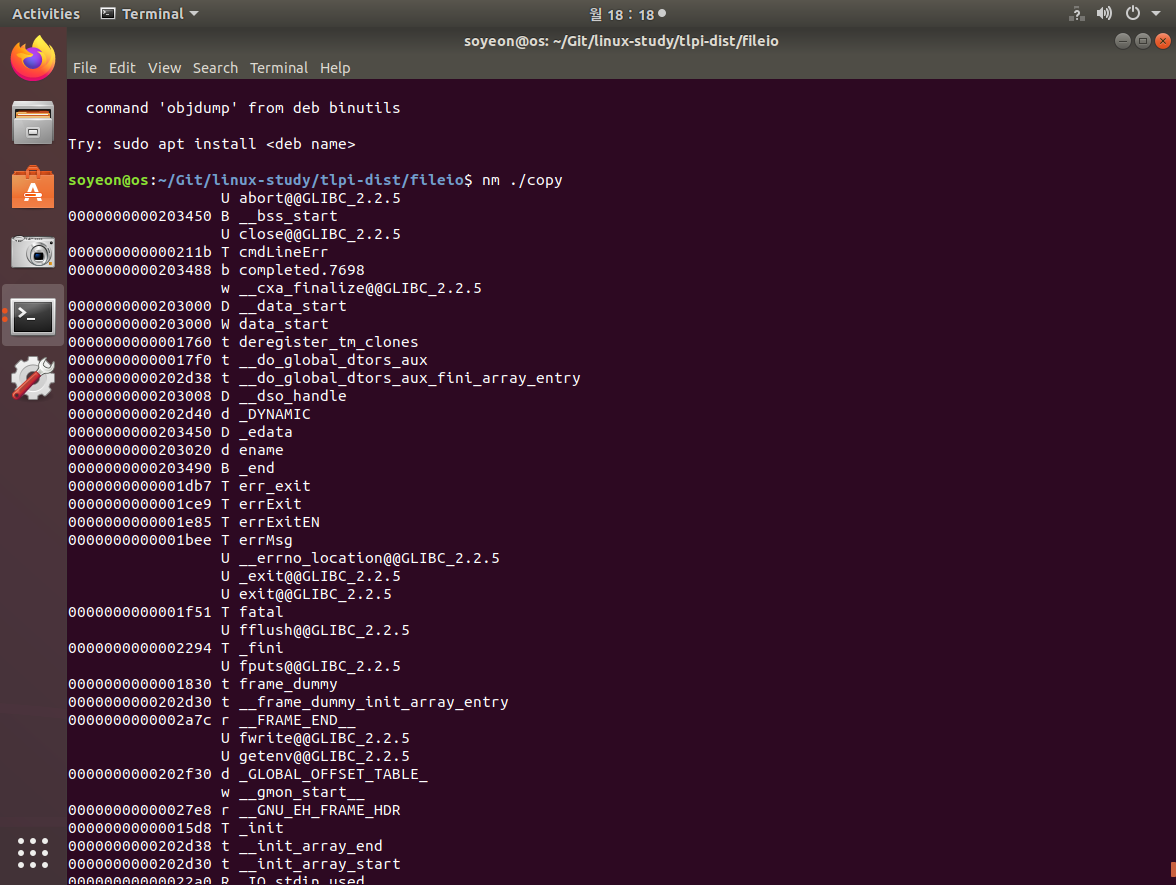 Activities Terminal 월 18 : 18
soyeon@os: ~/Git/linux-study/tlpi-dist/fileio
File Edit View Search Terminal Help
command 'objdump' from deb binutils
Try: sudo apt install <deb name>
soyeon@os:~/Git/linux-study/tlpi-dist/fileio$ nm ./copy
U abort@@GLIBC_2.2.5
0000000000203450 B __bss_start
U close@@GLIBC_2.2.5
000000000000211b T cmdLineErr
0000000000203488 b completed.7698
w __cxa_finalize@@GLIBC_2.2.5
0000000000203000 D __data_start
0000000000203000 W data_start
0000000000001760 t deregister_tm_clones
00000000000017f0 t __do_global_dtors_aux
0000000000202d38 t __do_global_dtors_aux_fini_array_entry
0000000000203008 D __dso_handle
0000000000202d40 d _DYNAMIC
0000000000203450 D _edata
0000000000203020 d ename
0000000000203490 B _end
0000000000001db7 T err_exit
0000000000001ce9 T errExit
0000000000001e85 T errExitEN
0000000000001bee T errMsg
U __errno_location@@GLIBC_2.2.5
U _exit@@GLIBC_2.2.5
U exit@@GLIBC_2.2.5
0000000000001f51 T fatal
U fflush@@GLIBC_2.2.5
0000000000002294 T _fini
U fputs@@GLIBC_2.2.5
0000000000001830 t frame_dummy
0000000000202d30 t __frame_dummy_init_array_entry
0000000000002a7c r __FRAME_END__
U fwrite@@GLIBC_2.2.5
U getenv@@GLIBC_2.2.5
0000000000202f30 d _GLOBAL_OFFSET_TABLE_
w __gmon_start__
00000000000027e8 r __GNU_EH_FRAME_HDR
00000000000015d8 T _init
0000000000202d38 t __init_array_end
0000000000202d30 t __init_array_start
00000000000022a0 R _IO_stdin_used